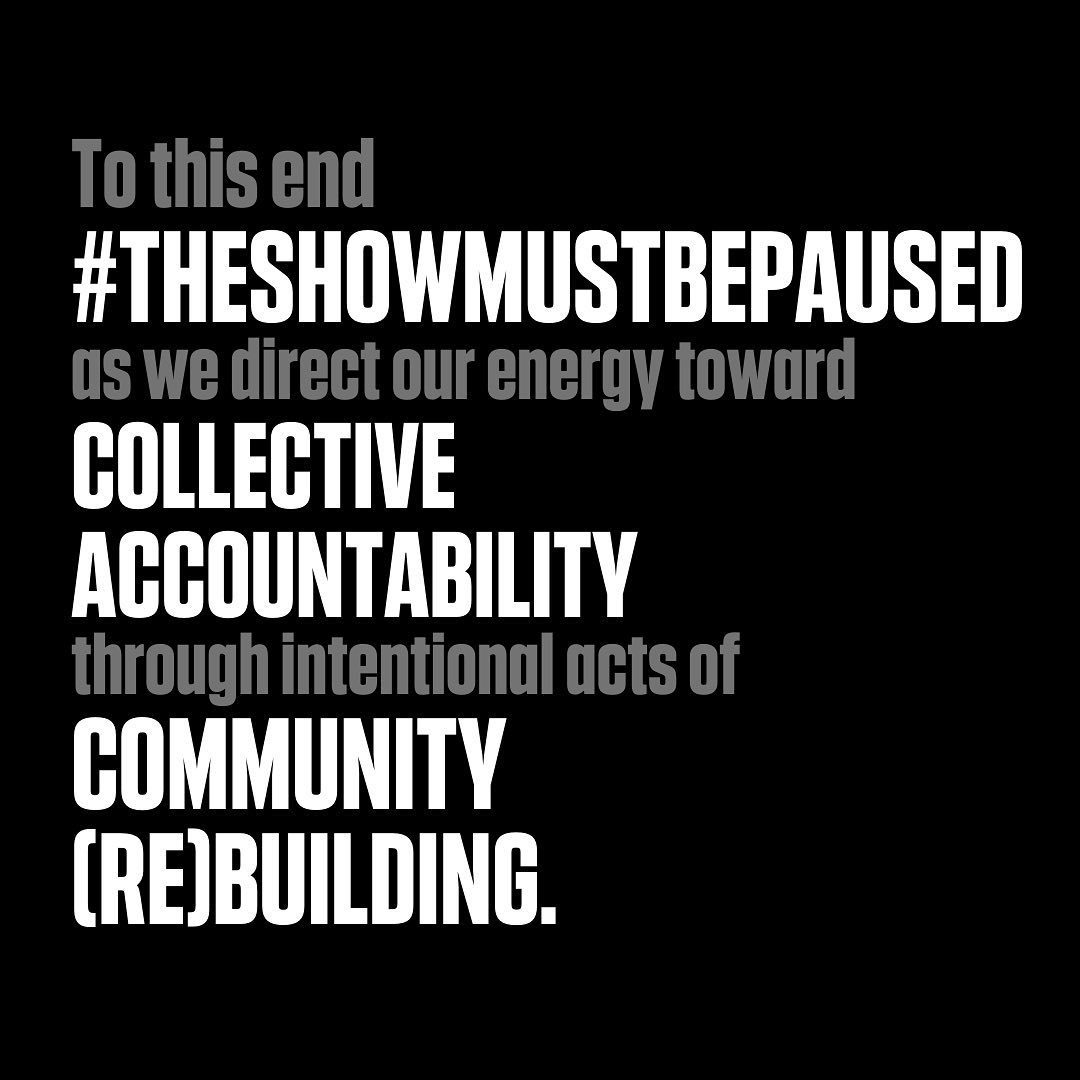 To this end
#THESHOWMUSTBEPAUSED
as we direct our energy toward
COLLECTIVE
ACCOUNTABILITY
through intentional acts of
COMMUNITY
(RE)BUILDING.